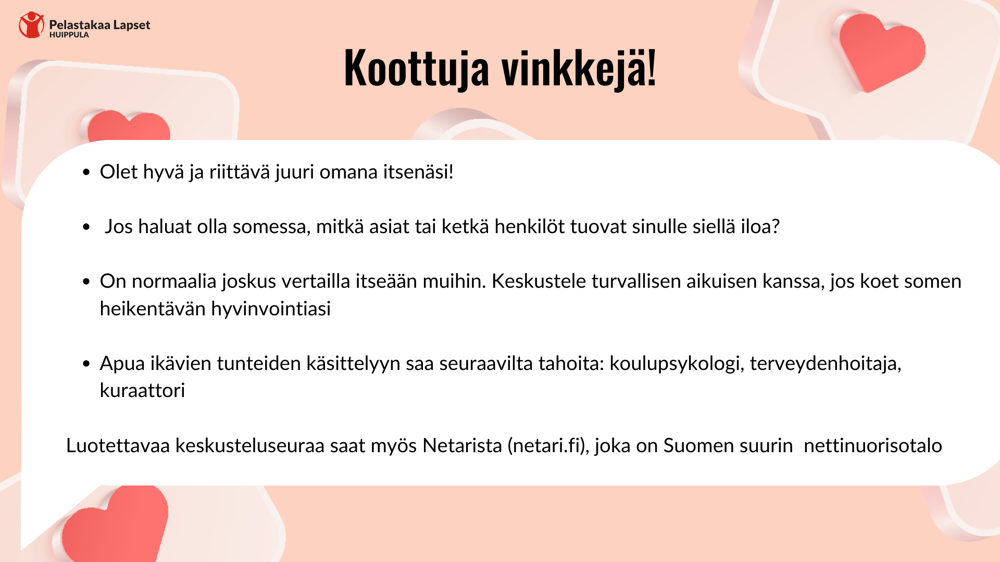 Pelastakaa Lapset
HUIPPULA
Koottuja vinkkejä!
• Olet hyvä ja riittävä juuri omana itsenäsi!
• Jos haluat olla somessa, mitkä asiat tai ketkä henkilöt tuovat sinulle siellä iloa?
• On normaalia joskus vertailla itseään muihin. Keskustele turvallisen aikuisen kanssa, jos koet somen
heikentävän hyvinvointiasi
• Apua ikävien tunteiden käsittelyyn saa seuraavilta tahoita: koulupsykologi, terveydenhoitaja,
kuraattori
Luotettavaa keskusteluseuraa saat myös Netarista (netari.fi), joka on Suomen suurin  nettinuorisotalo